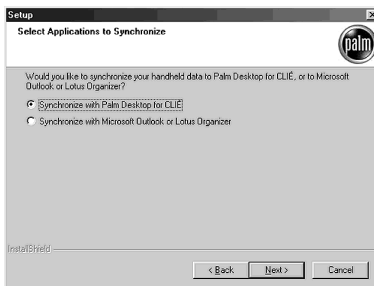 Setup
Select Applications to Synchronize
palm
Would you like to synchronize your handheld data to Palm Desktop for CLIÉ, or to Microsoft
Outlook or Lotus Organizer?
Synchronize with Palm Desktop for CLIÉ
Synchronize with Microsoft Outlook or Lotus Organizer
InstallShield
< Back
Next >
Cancel